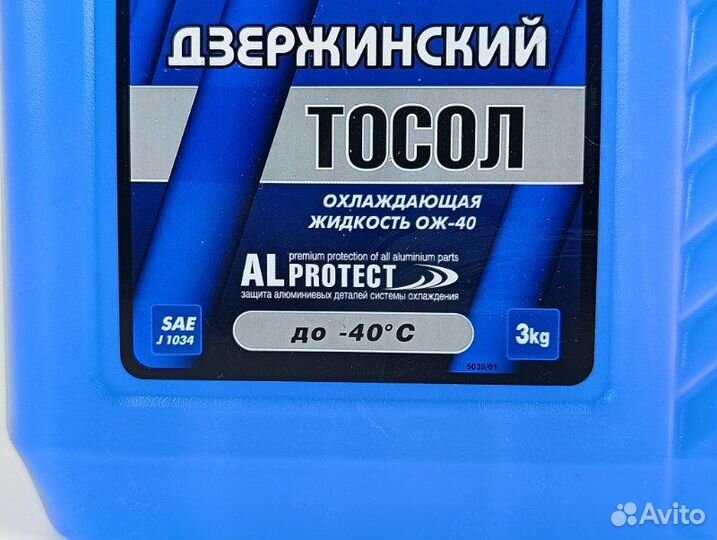 ДЗЕРЖИНСКИЙ
ТОСОЛ
ОХЛАЖДАЮЩАЯ
ЖИДКОСТЬ ОЖ-40
premium protection of all aluminium parts
AL PROTECT
защита алюминиевых деталей системы охлаждения
SAE
J 1034
до -40°C
3kg
5039/01
Avito